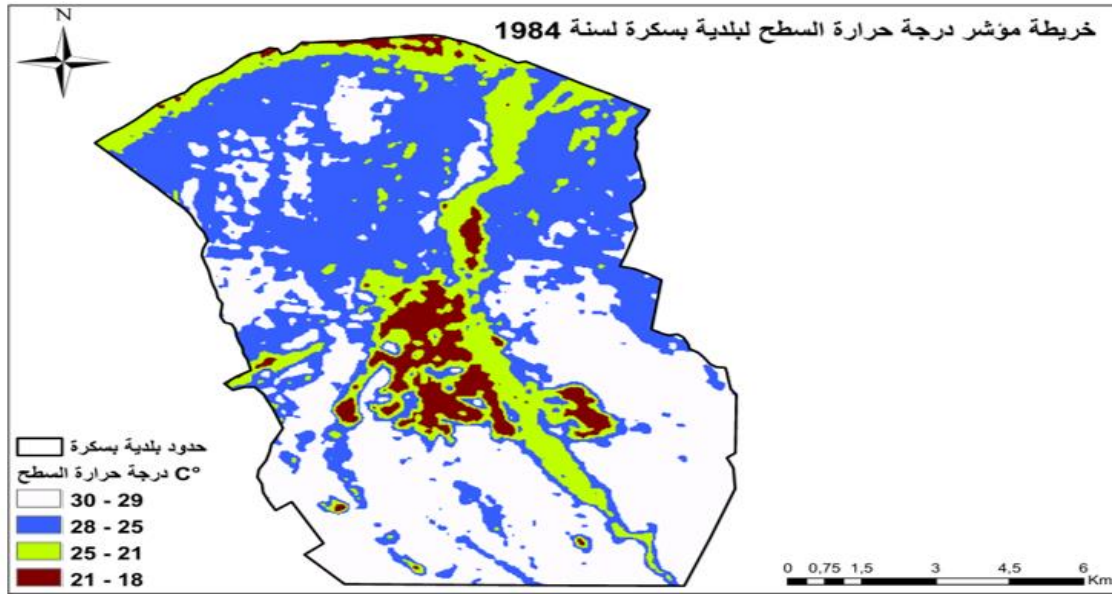 خريطة مؤشر درجة حرارة السطح لبلدية بسكرة لسنة 1984
N
حدود بلدية بسكرة
درجة حرارة السطح C°
30 - 29
28 - 25
25 - 21
21 - 18
0 0,75 1,5 3 4,5 6
Km